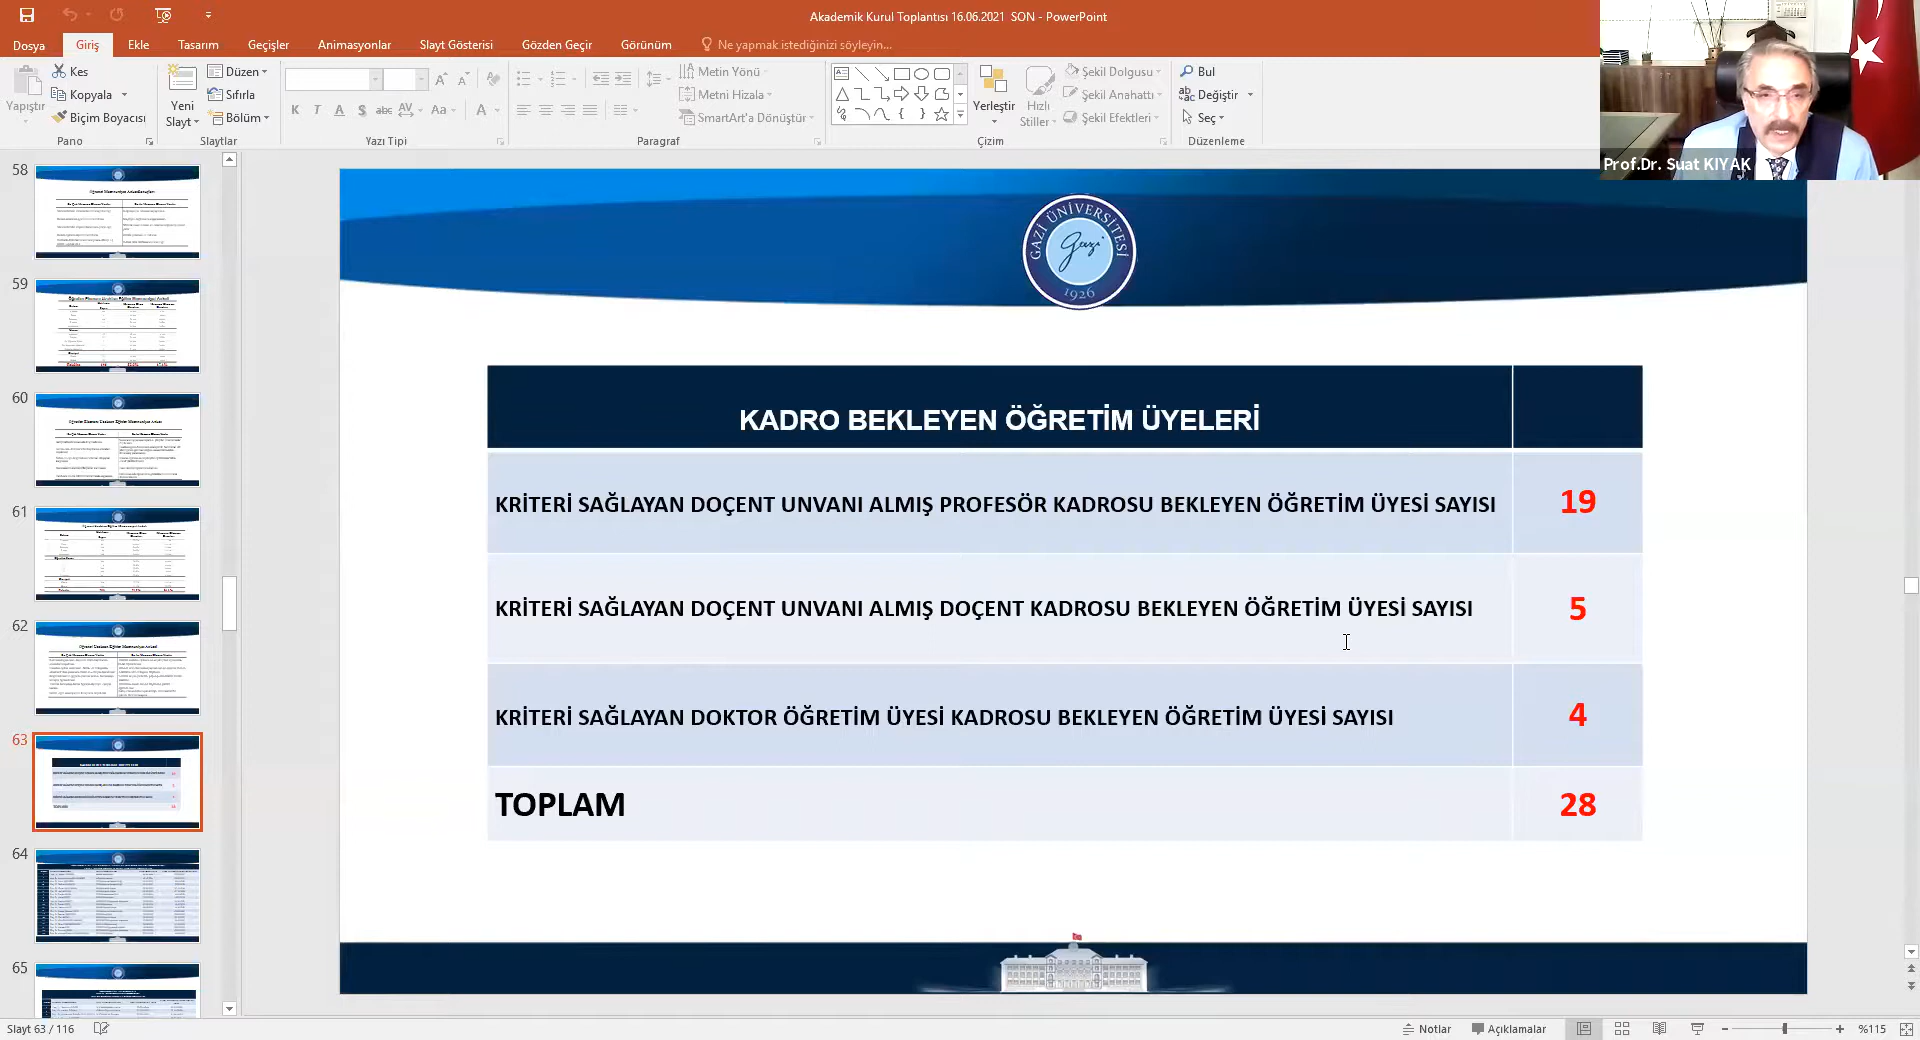 Akademik Kurul Toplantısı 16.06.2021 SON - PowerPoint
Dosya Giriş Ekle Tasarım Geçişler Animasyonlar Slayt Gösterisi Gözden Geçir Görünüm Ne yapmak istediğinizi söyleyin...
Yapıştır
Kes
Kopyala
Biçim Boyacısı
Pano
Yeni
Slayt
Düzen
Sıfırla
Bölüm
Slaytlar
K T A S abc AV Aa A
Yazı Tipi
Metin Yönü
Metni Hizala
SmartArt'a Dönüştür
Paragraf
Yerleştir
Hızlı
Stiller
Şekil Dolgusu
Şekil Anahattı
Şekil Efektleri
Çizim
Bul
Değiştir
Seç
Düzenleme
Prof.Dr. Suat KIYAK
58
59
60
61
62
63
64
65
GAZİ ÜNİVERSİTESİ
gazi
1926
KADRO BEKLEYEN ÖĞRETİM ÜYELERİ
KRİTERİ SAĞLAYAN DOÇENT UNVANI ALMIŞ PROFESÖR KADROSU BEKLEYEN ÖĞRETİM ÜYESİ SAYISI 19
KRİTERİ SAĞLAYAN DOÇENT UNVANI ALMIŞ DOÇENT KADROSU BEKLEYEN ÖĞRETİM ÜYESİ SAYISI 5
KRİTERİ SAĞLAYAN DOKTOR ÖĞRETİM ÜYESİ KADROSU BEKLEYEN ÖĞRETİM ÜYESİ SAYISI 4
TOPLAM 28
Slayt 63 / 116
Notlar Açıklamalar %115